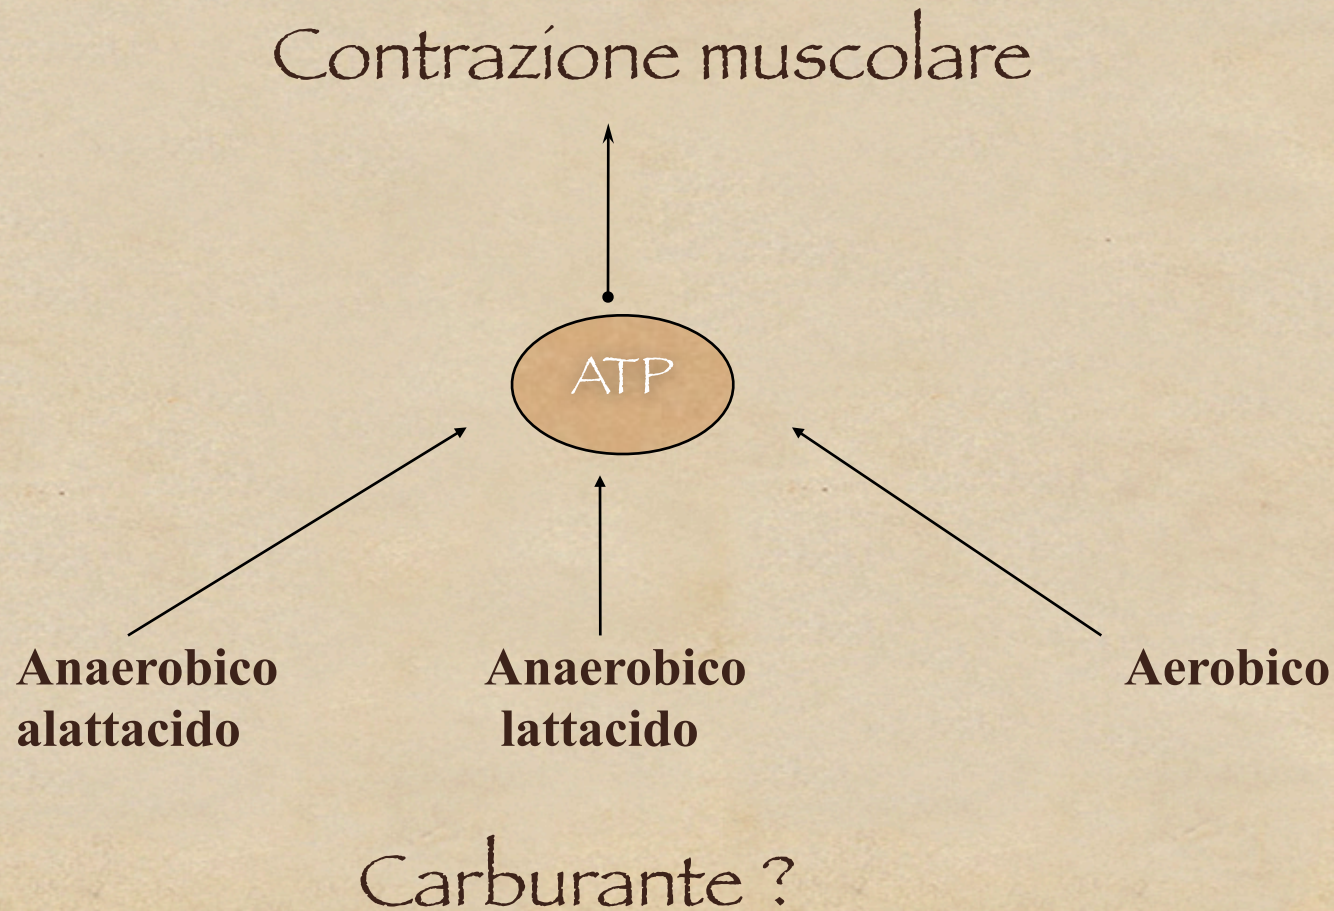 Contrazione muscolare
ATP
Anaerobico
alattacido
Anaerobico
lattacido
Aerobico
Carburante ?